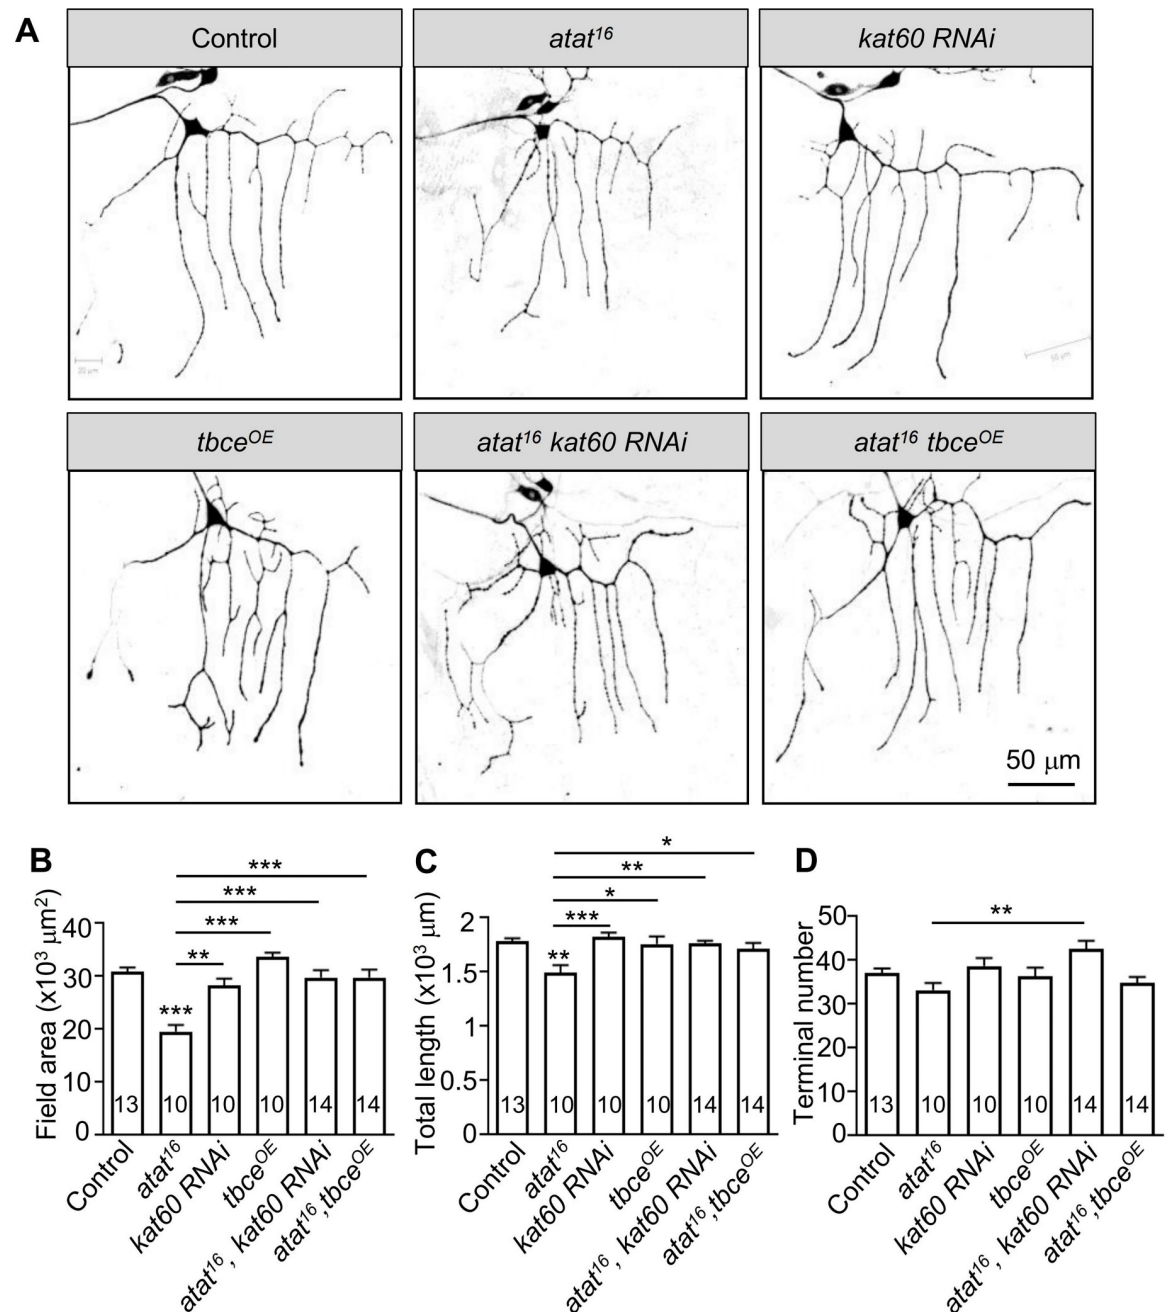 A
Control
atat¹⁶
kat60 RNAi
20 μm
50 μm
tbceᴼᴱ
atat¹⁶ kat60 RNAi
atat¹⁶ tbceᴼᴱ
50 μm
B
Field area (x10³ μm²)
40
30
20
10
0
***
***
***
**
***
13
10
10
10
14
14
Control
atat¹⁶
kat60 RNAi
tbceᴼᴱ
atat¹⁶, kat60 RNAi
atat¹⁶,tbceᴼᴱ
C
Total length (x10³ μm)
2
1.5
1
0.5
0
*
**
*
***
**
13
10
10
10
14
14
Control
atat¹⁶
kat60 RNAi
tbceᴼᴱ
atat¹⁶, kat60 RNAi
atat¹⁶,tbceᴼᴱ
D
Terminal number
50
40
30
20
10
0
**
13
10
10
10
14
14
Control
atat¹⁶
kat60 RNAi
tbceᴼᴱ
atat¹⁶, kat60 RNAi
atat¹⁶,tbceᴼᴱ